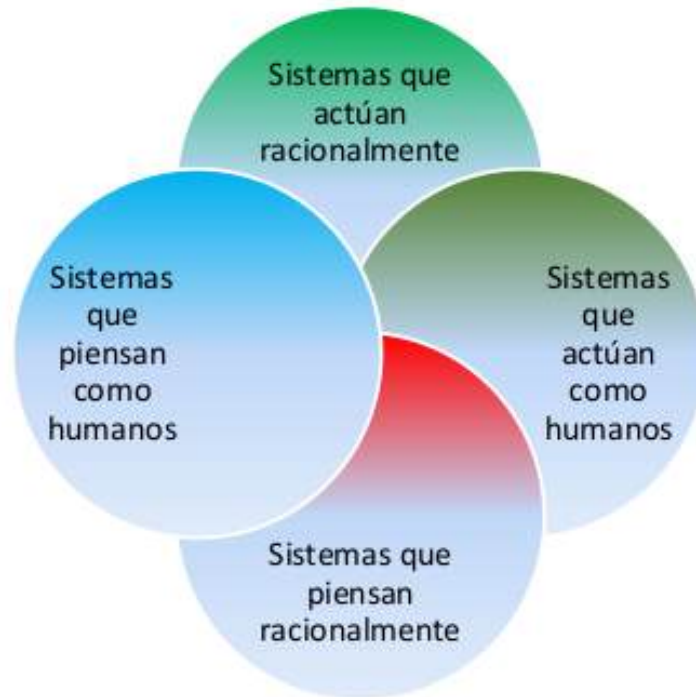 Sistemas que
actúan
racionalmente
Sistemas
que
piensan
como
humanos
Sistemas
que
actúan
como
humanos
Sistemas que
piensan
racionalmente